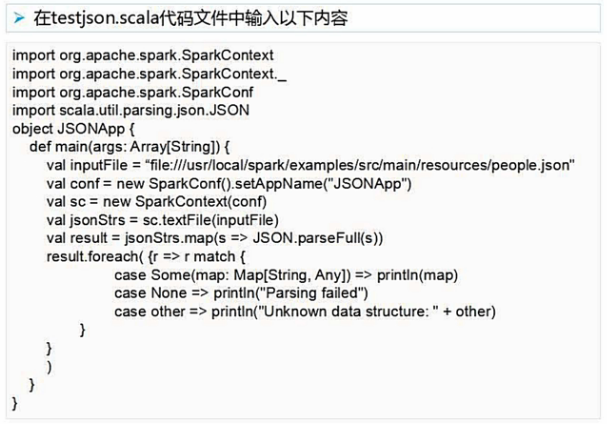 ➢ 在testjson.scala代码文件中输入以下内容
import org.apache.spark.SparkContext
import org.apache.spark.SparkContext._
import org.apache.spark.SparkConf
import scala.util.parsing.json.JSON
object JSONApp {
def main(args: Array[String]) {
val inputFile = “file:///usr/local/spark/examples/src/main/resources/people.json"
val conf = new SparkConf().setAppName("JSONApp")
val sc = new SparkContext(conf)
val jsonStrs = sc.textFile(inputFile)
val result = jsonStrs.map(s => JSON.parseFull(s))
result.foreach( {r => r match {
case Some(map: Map[String, Any]) => println(map)
case None => println("Parsing failed")
case other => println("Unknown data structure: " + other)
}
}
)
}
}